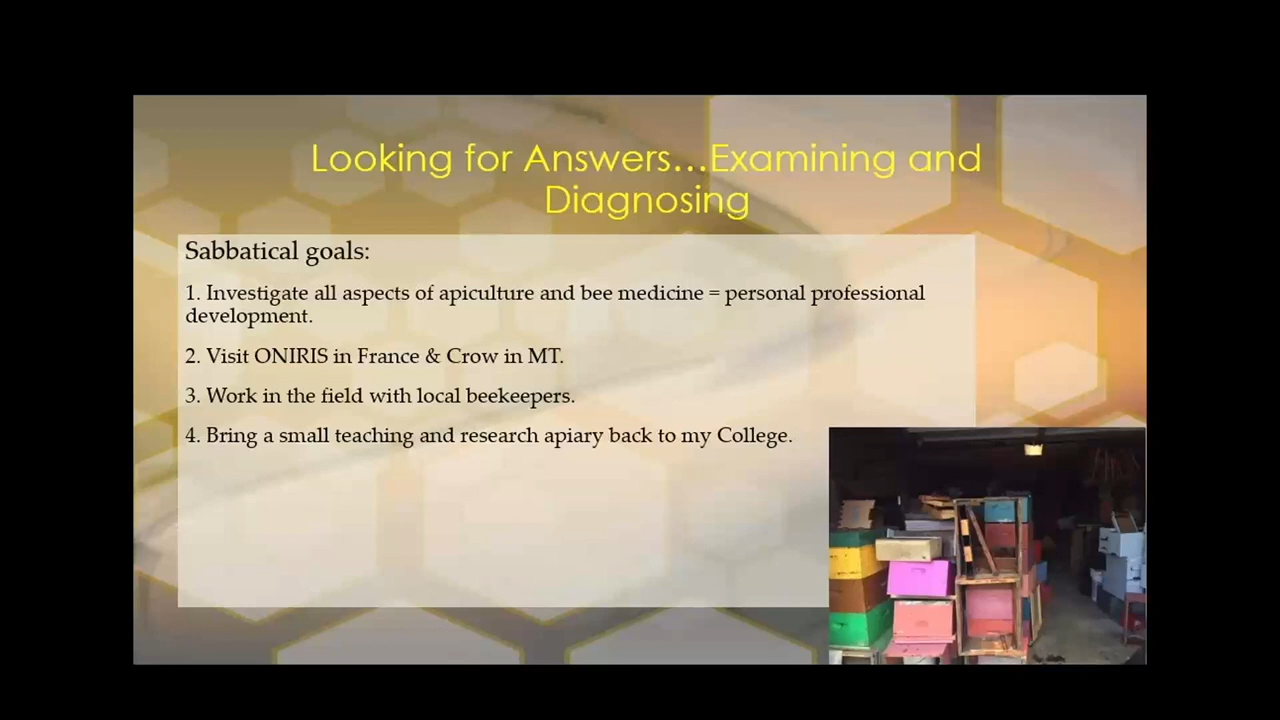 Looking for Answers...Examining and
Diagnosing
Sabbatical goals:
1. Investigate all aspects of apiculture and bee medicine = personal professional
development.
2. Visit ONIRIS in France & Crow in MT.
3. Work in the field with local beekeepers.
4. Bring a small teaching and research apiary back to my College.